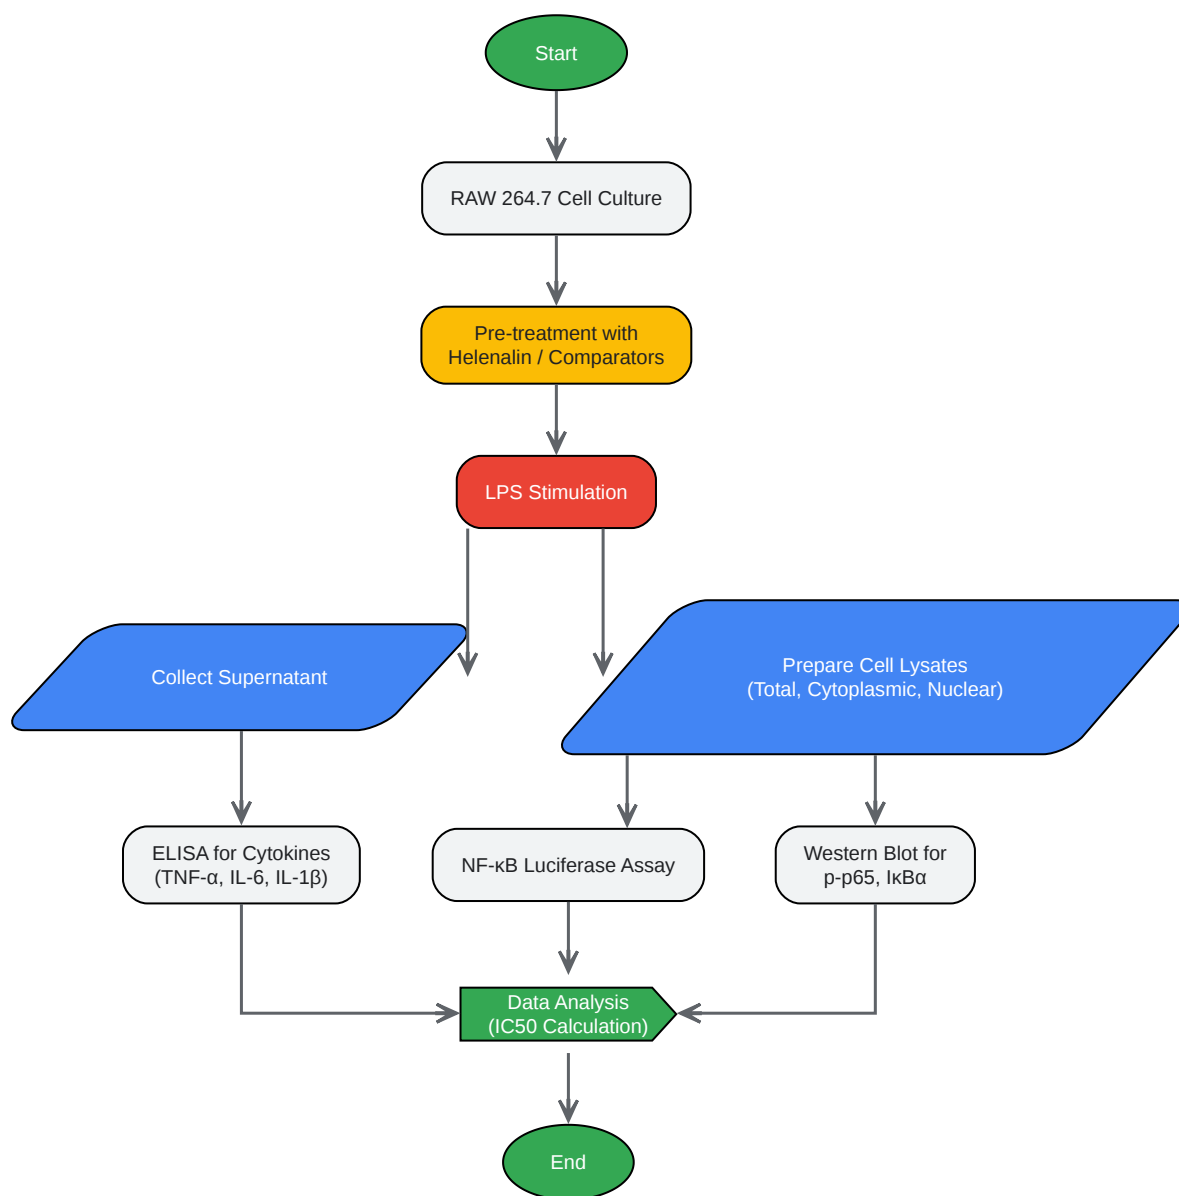 Start
RAW 264.7 Cell Culture
Pre-treatment with
Helenalin / Comparators
LPS Stimulation
Collect Supernatant
Prepare Cell Lysates
(Total, Cytoplasmic, Nuclear)
ELISA for Cytokines
(TNF-α, IL-6, IL-1β)
NF-κB Luciferase Assay
Western Blot for
p-p65, IκBα
Data Analysis
(IC50 Calculation)
End